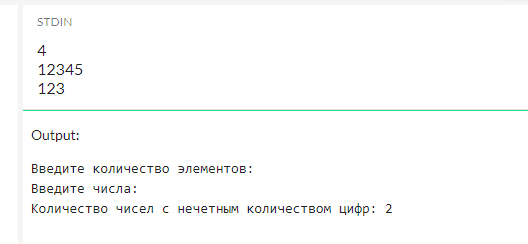 STDIN
4
12345
123
Output:
Введите количество элементов:
Введите числа:
Количество чисел с нечетным количеством цифр: 2